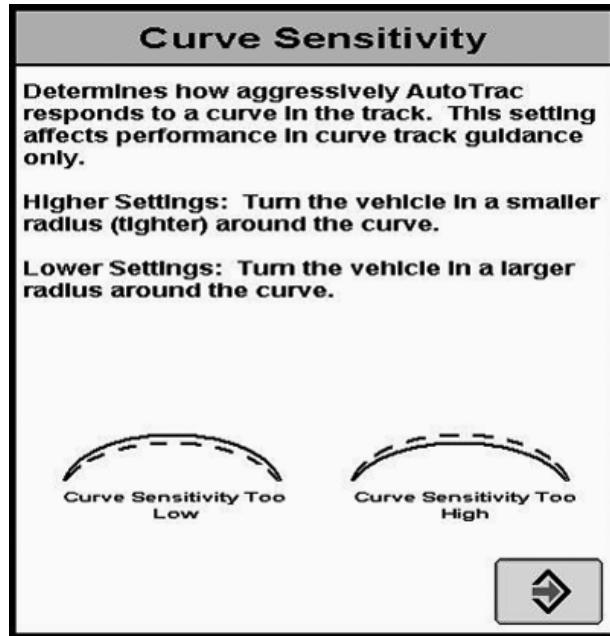 Curve Sensitivity
Determines how aggressively AutoTrac
responds to a curve in the track. This setting
affects performance in curve track guidance
only.
Higher Settings: Turn the vehicle in a smaller
radius (tighter) around the curve.
Lower Settings: Turn the vehicle in a larger
radius around the curve.
Curve Sensitivity Too
Low
Curve Sensitivity Too
High